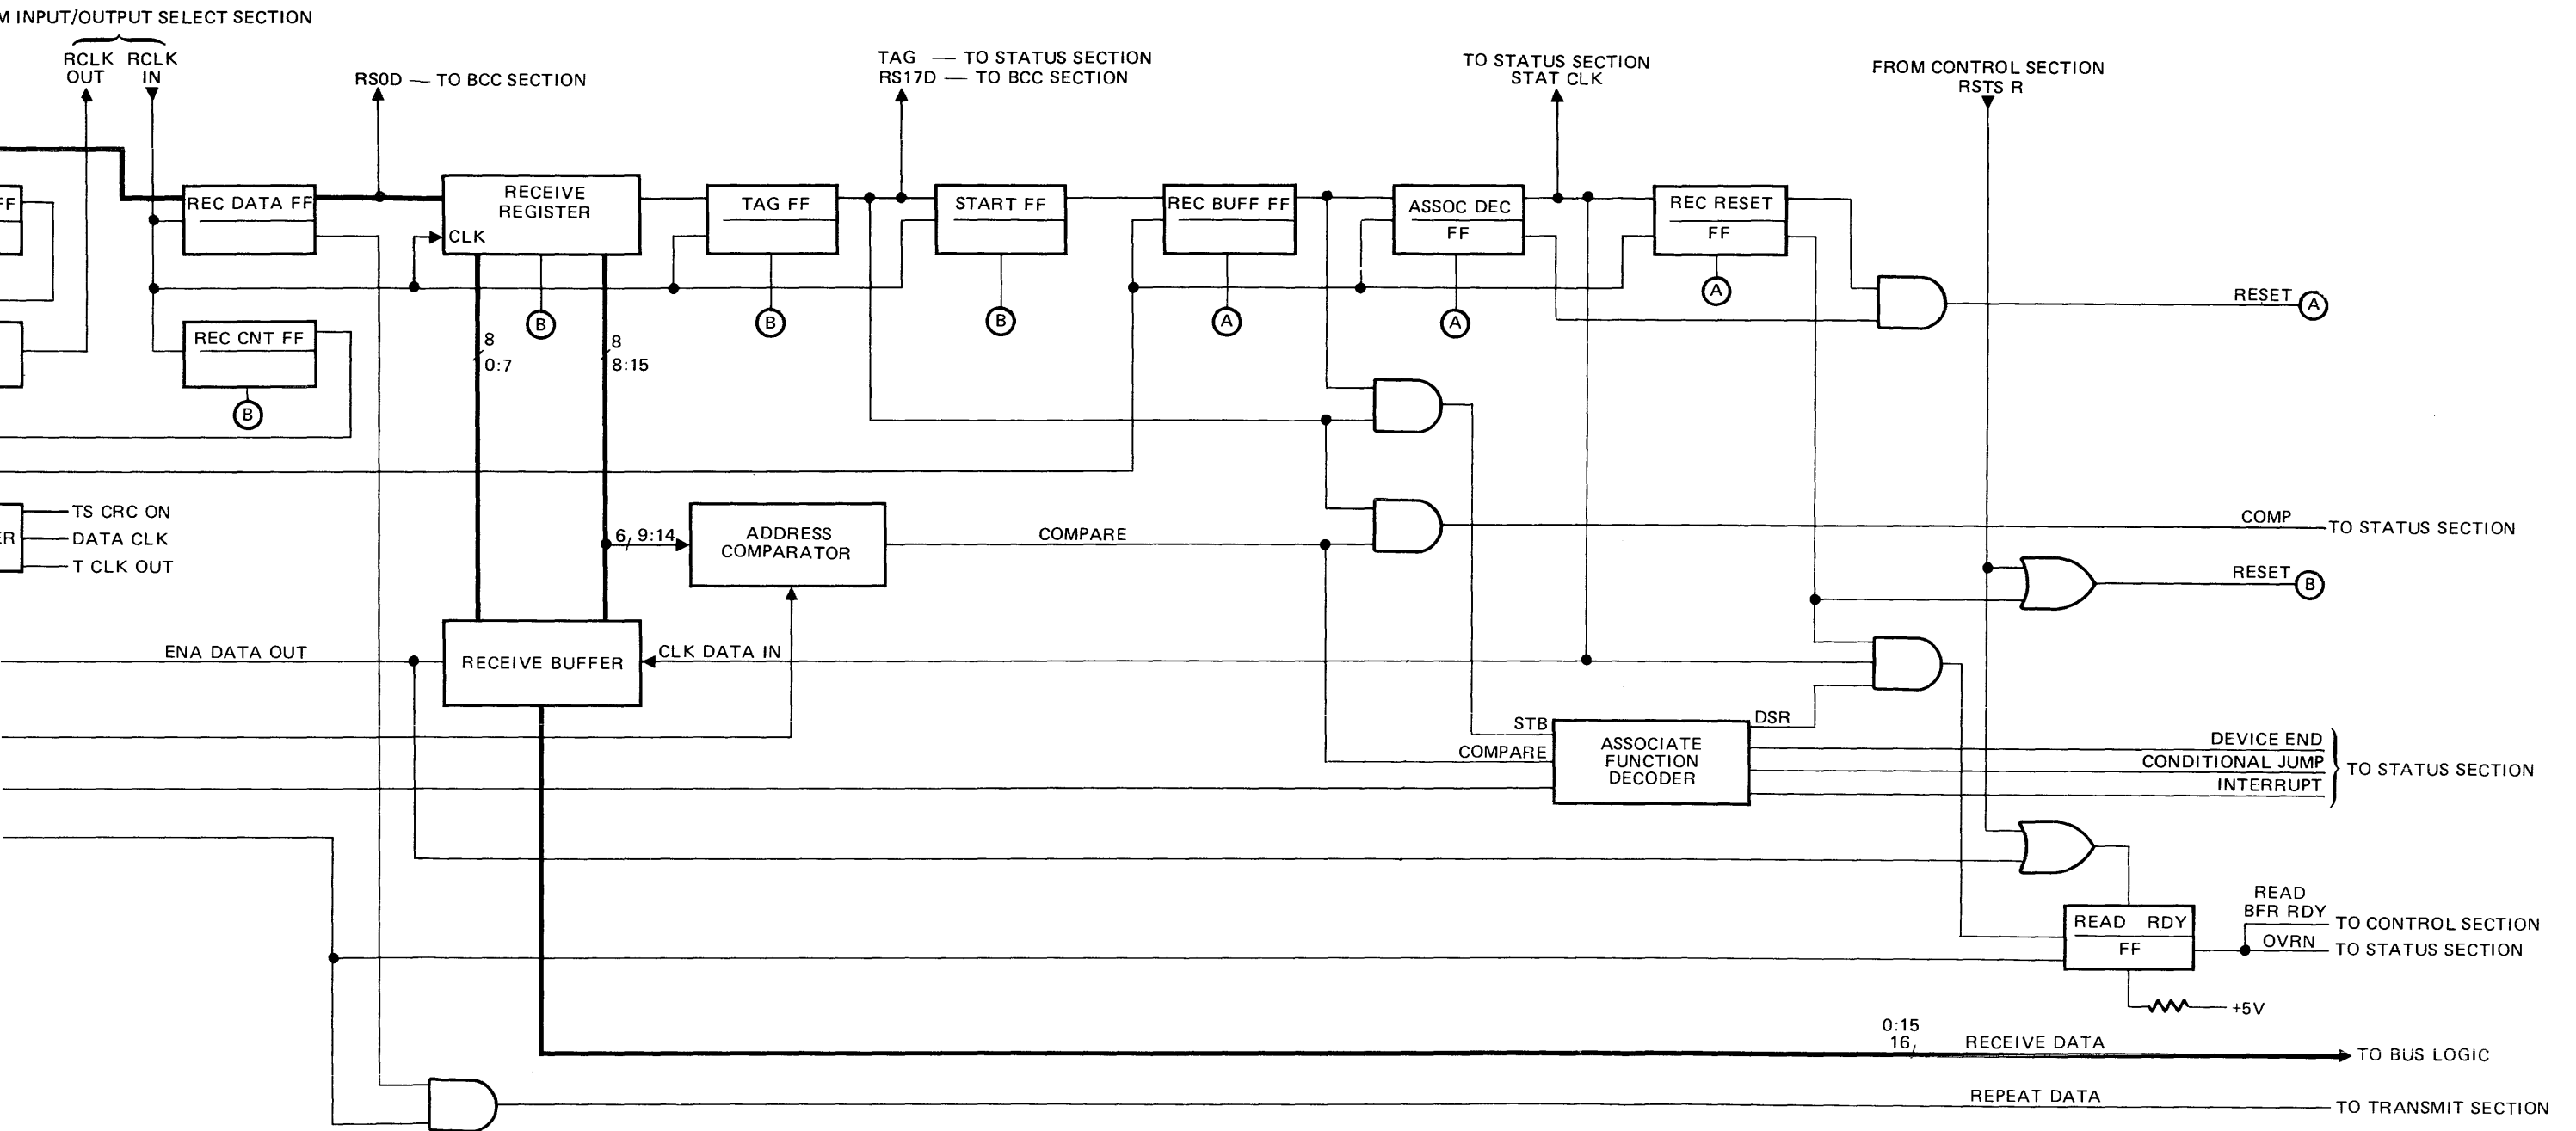 M INPUT/OUTPUT SELECT SECTION
RCLK OUT
RCLK IN
RS0D — TO BCC SECTION
TAG — TO STATUS SECTION
RS17D — TO BCC SECTION
TO STATUS SECTION
STAT CLK
FROM CONTROL SECTION
RSTS R
FF
REC DATA FF
RECEIVE
REGISTER
CLK
TAG FF
START FF
REC BUFF FF
ASSOC DEC
FF
REC RESET
FF
B
B
B
A
A
A
RESET A
REC CNT FF
B
8
0:7
8
8:15
TS CRC ON
DATA CLK
T CLK OUT
ER
6 9:14
ADDRESS
COMPARATOR
COMPARE
COMP
TO STATUS SECTION
RESET B
ENA DATA OUT
RECEIVE BUFFER
CLK DATA IN
STB
COMPARE
ASSOCIATE
FUNCTION
DECODER
DSR
DEVICE END
CONDITIONAL JUMP
INTERRUPT
TO STATUS SECTION
READ RDY
FF
READ
BFR RDY
TO CONTROL SECTION
OVRN
TO STATUS SECTION
+5V
0:15
16
RECEIVE DATA
TO BUS LOGIC
REPEAT DATA
TO TRANSMIT SECTION